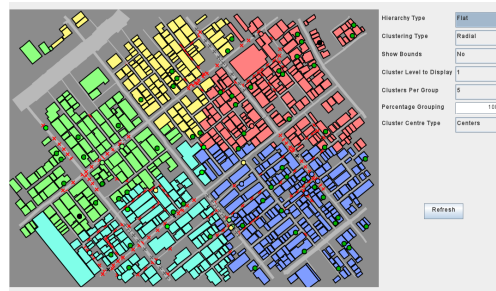 Hierarchy Type Flat
Clustering Type Radial
Show Bounds No
Cluster Level to Display 1
Clusters Per Group 5
Percentage Grouping 100
Cluster Centre Type Centers
Refresh